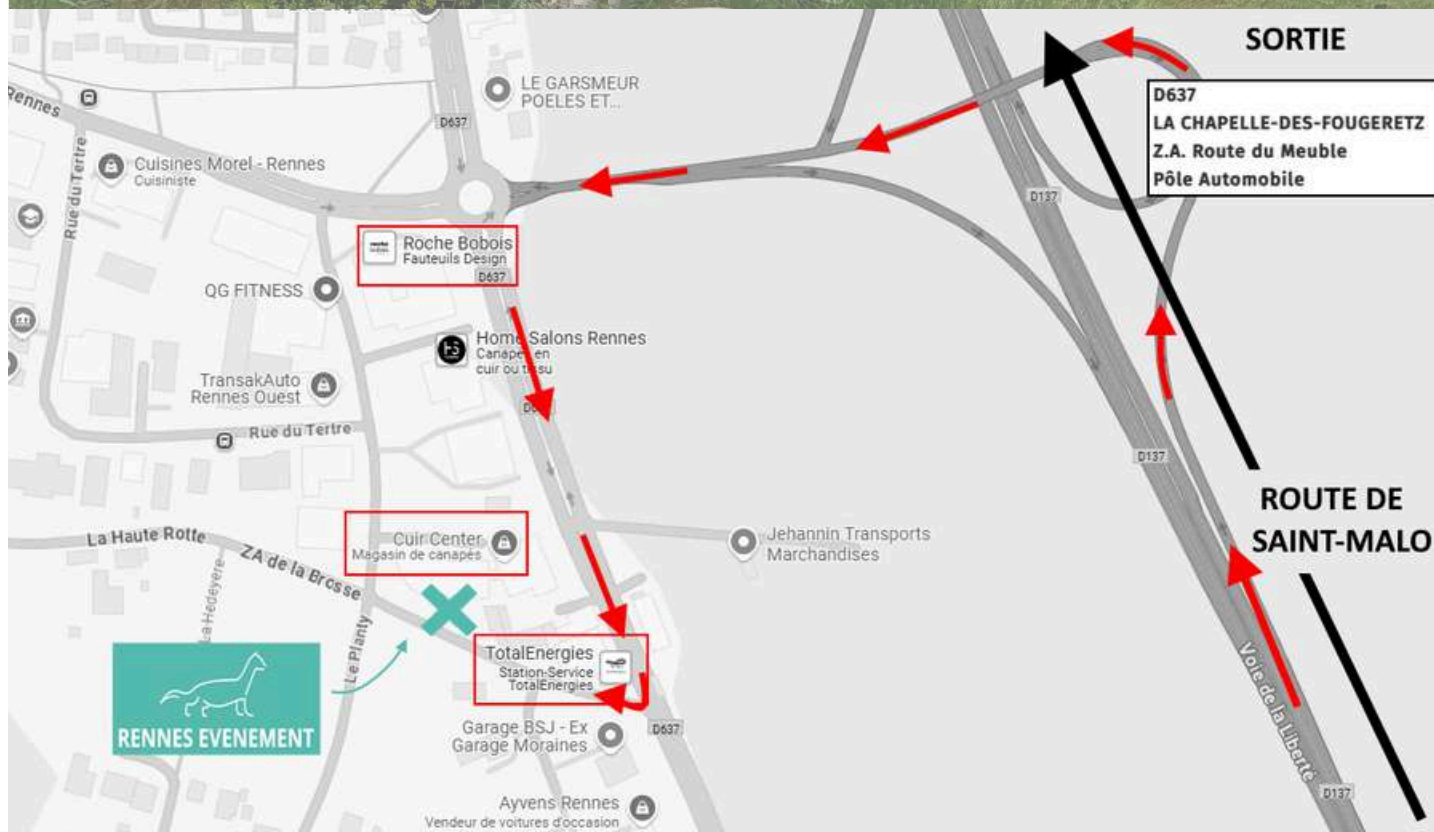 SORTIE
D637
LA CHAPELLE-DES-FOUGERETZ
Z.A. Route du Meuble
Pôle Automobile
LE GARSMEUR
POELES ET...
D637
Rennes
Cuisines Morel - Rennes
Cuisiniste
Rue du Tertre
D137
Roche Bobois
Fauteuils Design
D637
QG FITNESS
Home Salons Rennes
Canapés en
cuir ou tissu
TransakAuto
Rennes Ouest
Rue du Tertre
D137
ROUTE DE
SAINT-MALO
La Haute Rotte
ZA de la Brosse
Cuir Center
Magasin de canapés
Jehannin Transports
Marchandises
La Hédeyère
Le Planty
TotalEnergies
Station-Service
TotalEnergies
RENNES EVENEMENT
Garage BSJ - Ex
Garage Moraines
D637
Voie de la Liberté
Ayvens Rennes
Vendeur de voitures d'occasion
D137